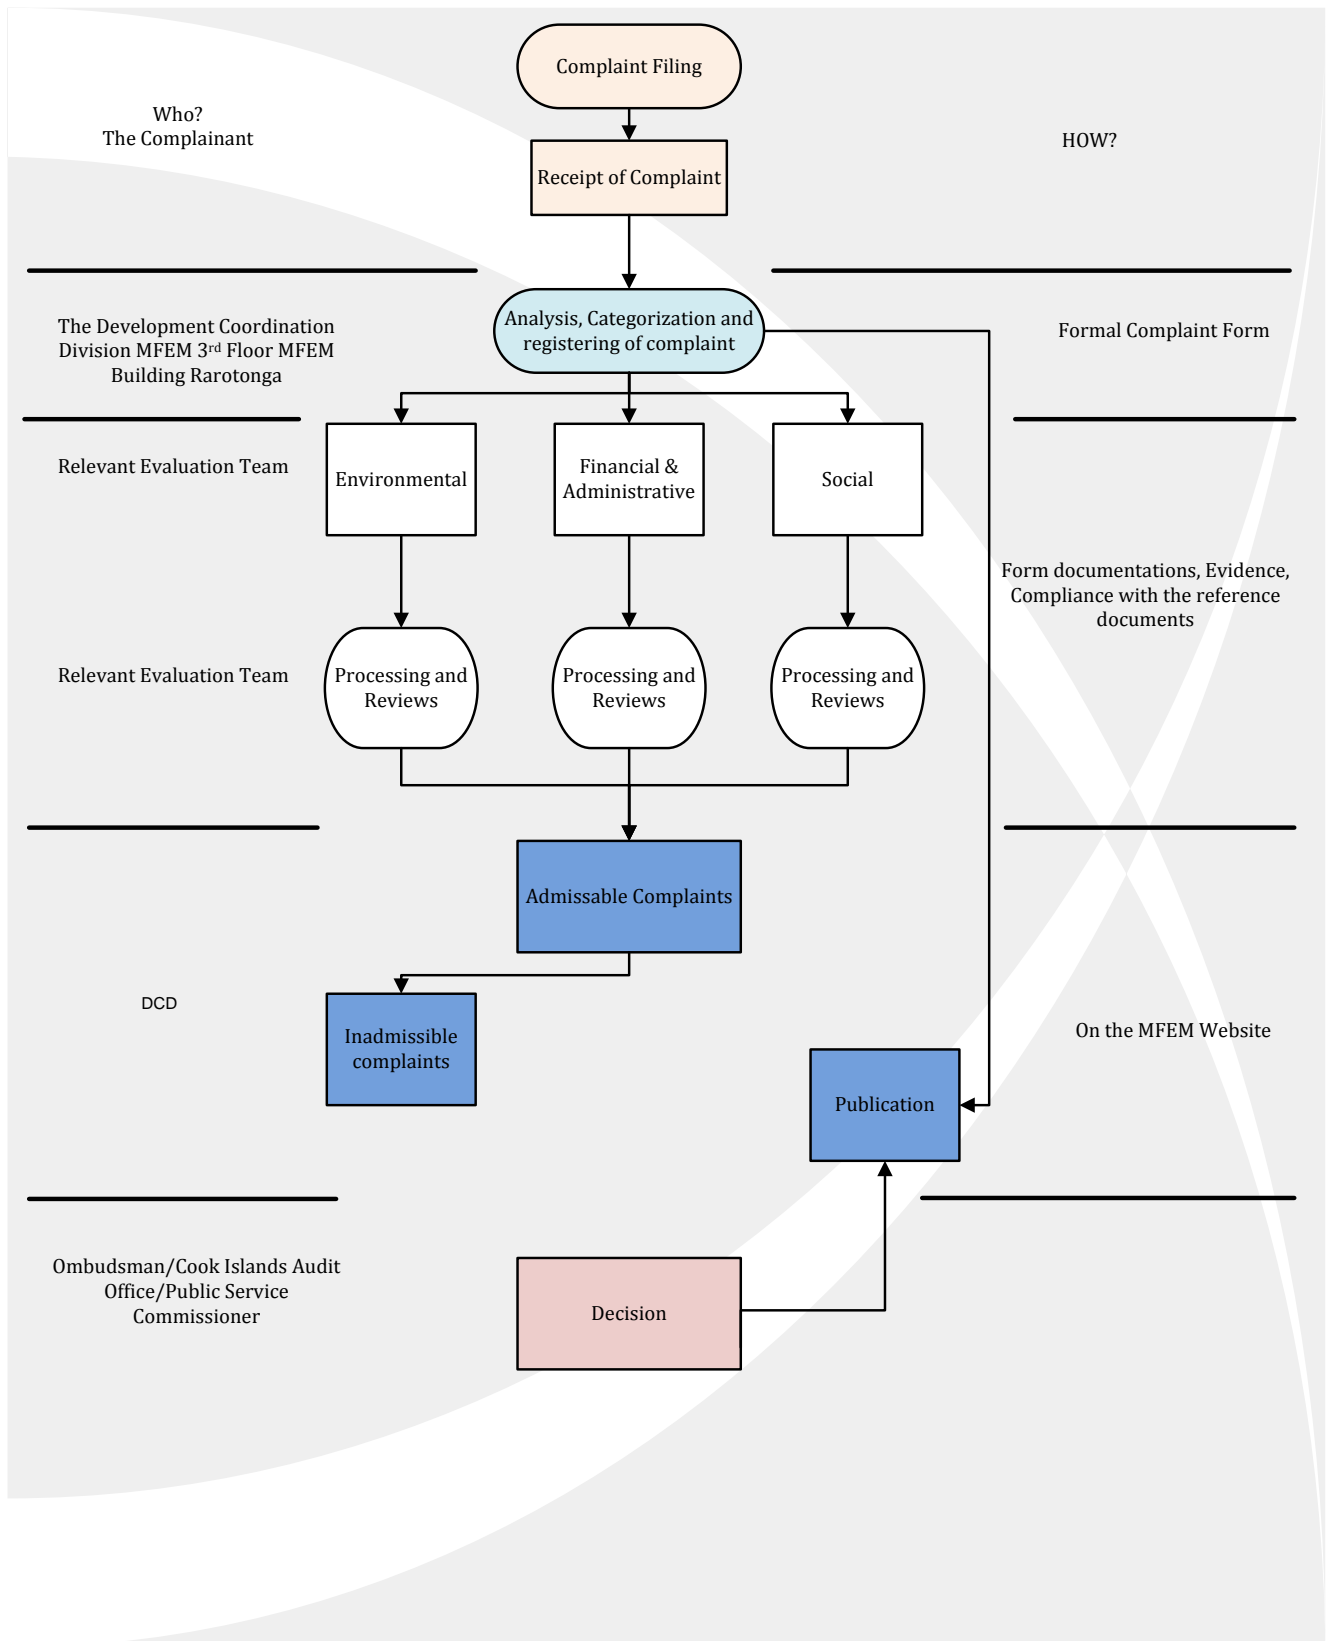 Complaint Filing
Who?
The Complainant
HOW?
Receipt of Complaint
Analysis, Categorization and
registering of complaint
The Development Coordination
Division MFEM 3rd Floor MFEM
Building Rarotonga
Formal Complaint Form
Relevant Evaluation Team
Environmental
Financial &
Administrative
Social
Form documentations, Evidence,
Compliance with the reference
documents
Relevant Evaluation Team
Processing and
Reviews
Processing and
Reviews
Processing and
Reviews
Admissable Complaints
DCD
Inadmissible
complaints
On the MFEM Website
Publication
Ombudsman/Cook Islands Audit
Office/Public Service
Commissioner
Decision